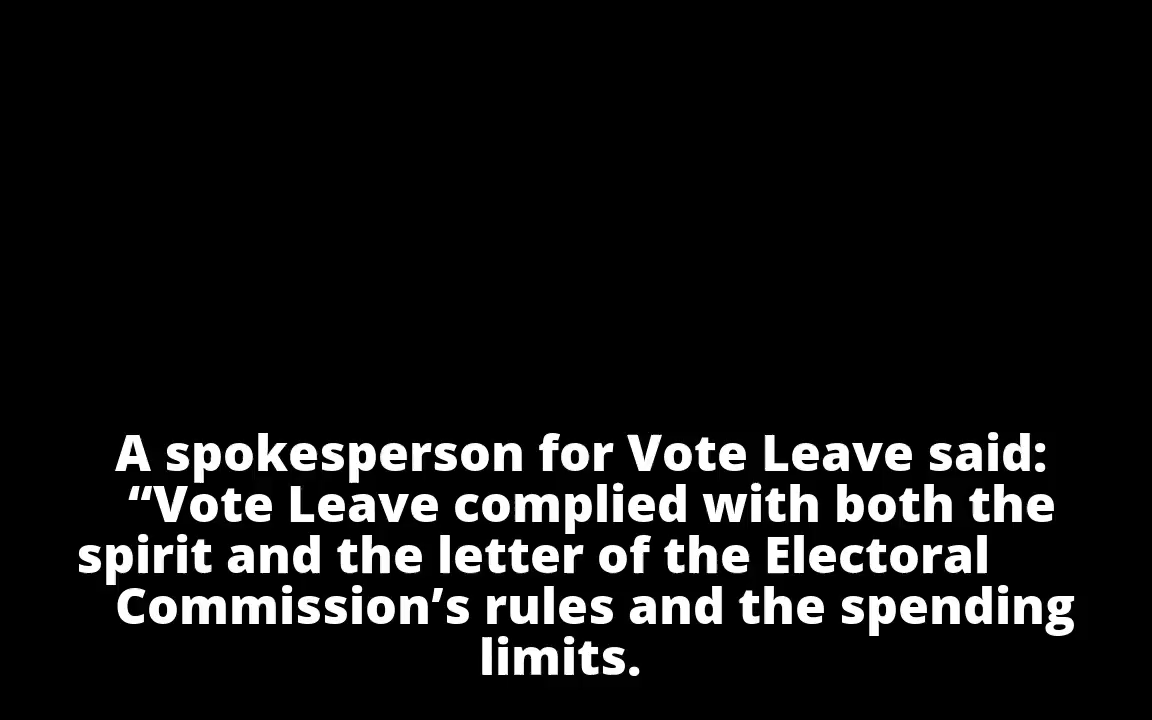 A spokesperson for Vote Leave said:
“Vote Leave complied with both the
spirit and the letter of the Electoral
Commission’s rules and the spending
limits.